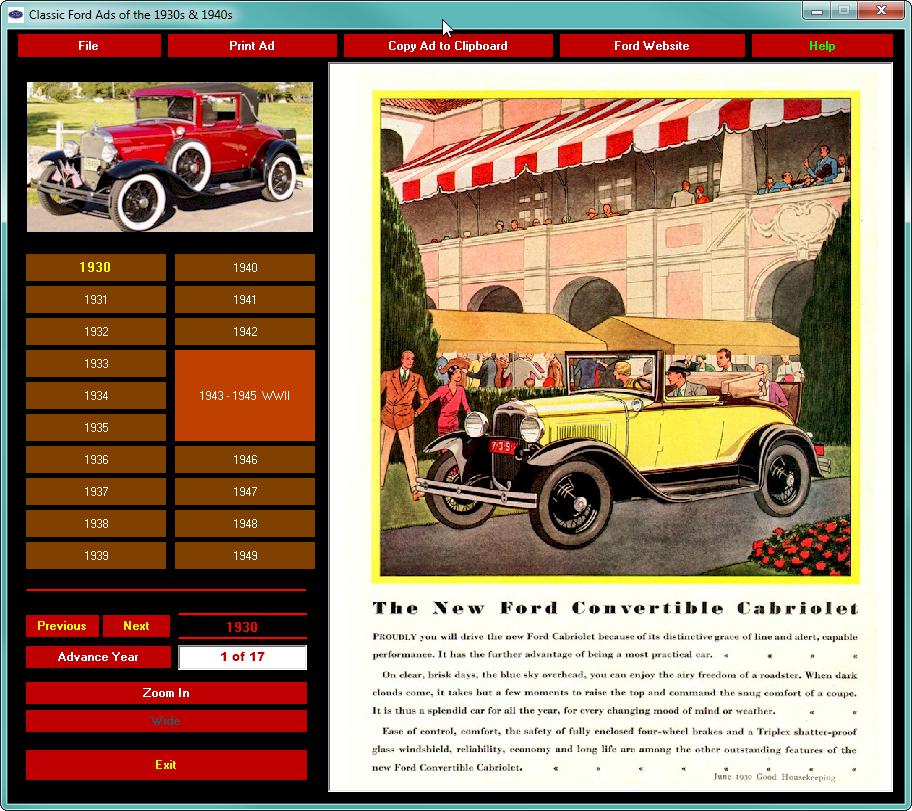 Classic Ford Ads of the 1930s & 1940s
File Print Ad Copy Ad to Clipboard Ford Website Help
1930 1940
1931 1941
1932 1942
1933
1934 1943 - 1945 WWII
1935
1936 1946
1937 1947
1938 1948
1939 1949
Previous Next 1930
Advance Year 1 of 17
Zoom In
Wide
Exit
The New Ford Convertible Cabriolet
PROUDLY you will drive the new Ford Cabriolet because of its distinctive grace of line and alert, capable
performance. It has the further advantage of being a most practical car.
On clear, brisk days, the blue sky overhead, you can enjoy the airy freedom of a roadster. When dark
clouds come, it takes but a few moments to raise the top and command the snug comfort of a coupe.
It is thus a splendid car for all the year, for every changing mood of mind or weather.
Ease of control, comfort, the safety of fully enclosed four-wheel brakes and a Triplex shatter-proof
glass windshield, reliability, economy and long life are among the other outstanding features of the
new Ford Convertible Cabriolet.
June 1930 Good Housekeeping